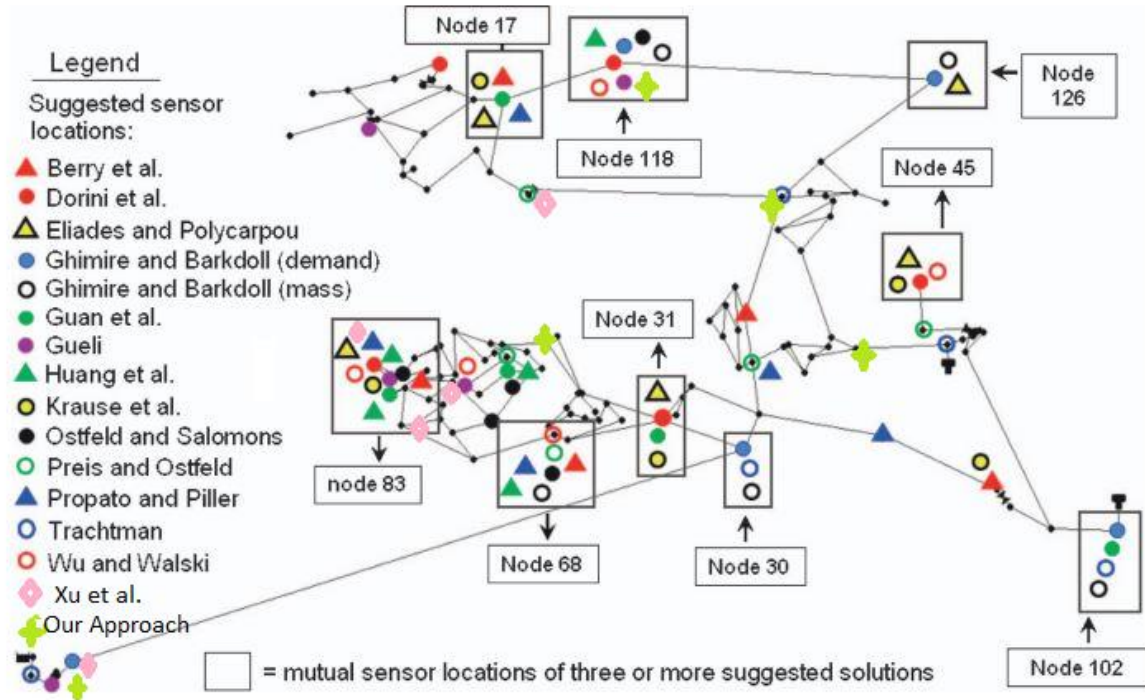 Node 17
Legend
Suggested sensor
locations:
Berry et al.
Dorini et al.
Eliades and Polycarpou
Ghimire and Barkdoll (demand)
Ghimire and Barkdoll (mass)
Guan et al.
Gueli
Huang et al.
Krause et al.
Ostfeld and Salomons
Preis and Ostfeld
Propato and Piller
Trachtman
Wu and Walski
Xu et al.
Our Approach
Node
126
Node 118
Node 45
Node 31
node 83
Node 68
Node 30
Node 102
= mutual sensor locations of three or more suggested solutions